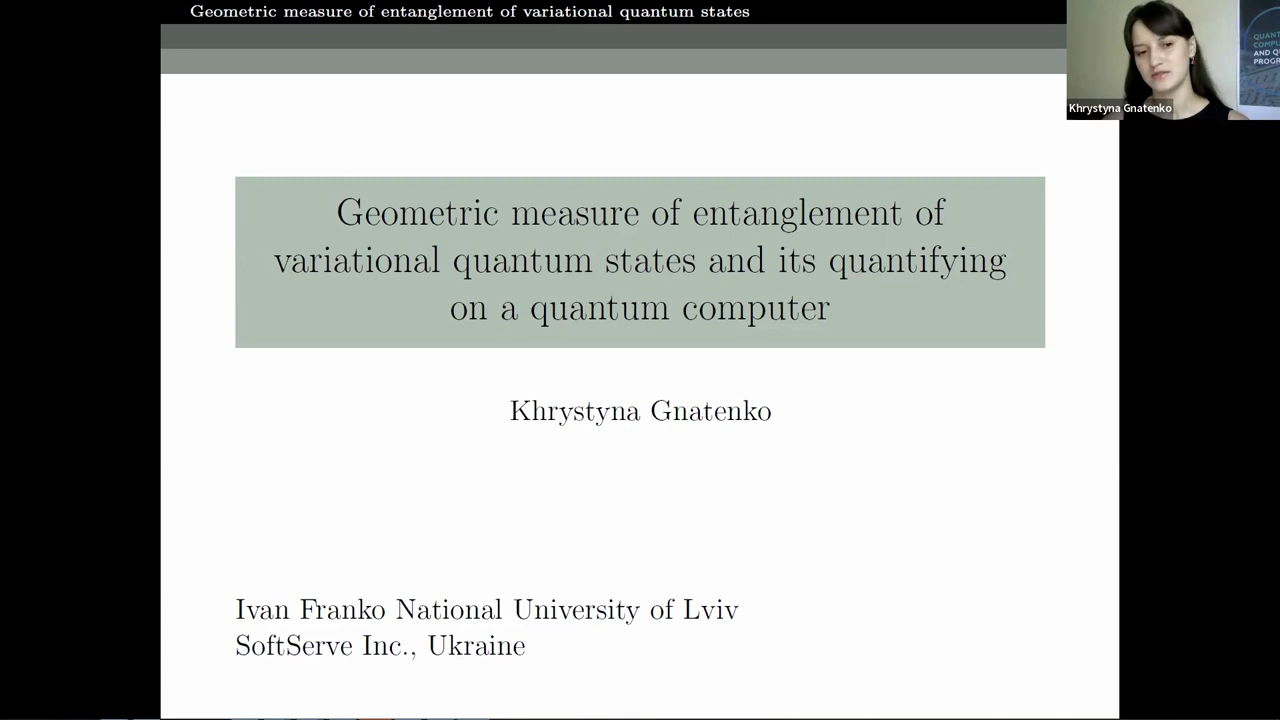 Geometric measure of entanglement of variational quantum states
Khrystyna Gnatenko
AND
Geometric measure of entanglement of
variational quantum states and its quantifying
on a quantum computer
Khrystyna Gnatenko
Ivan Franko National University of Lviv
SoftServe Inc., Ukraine